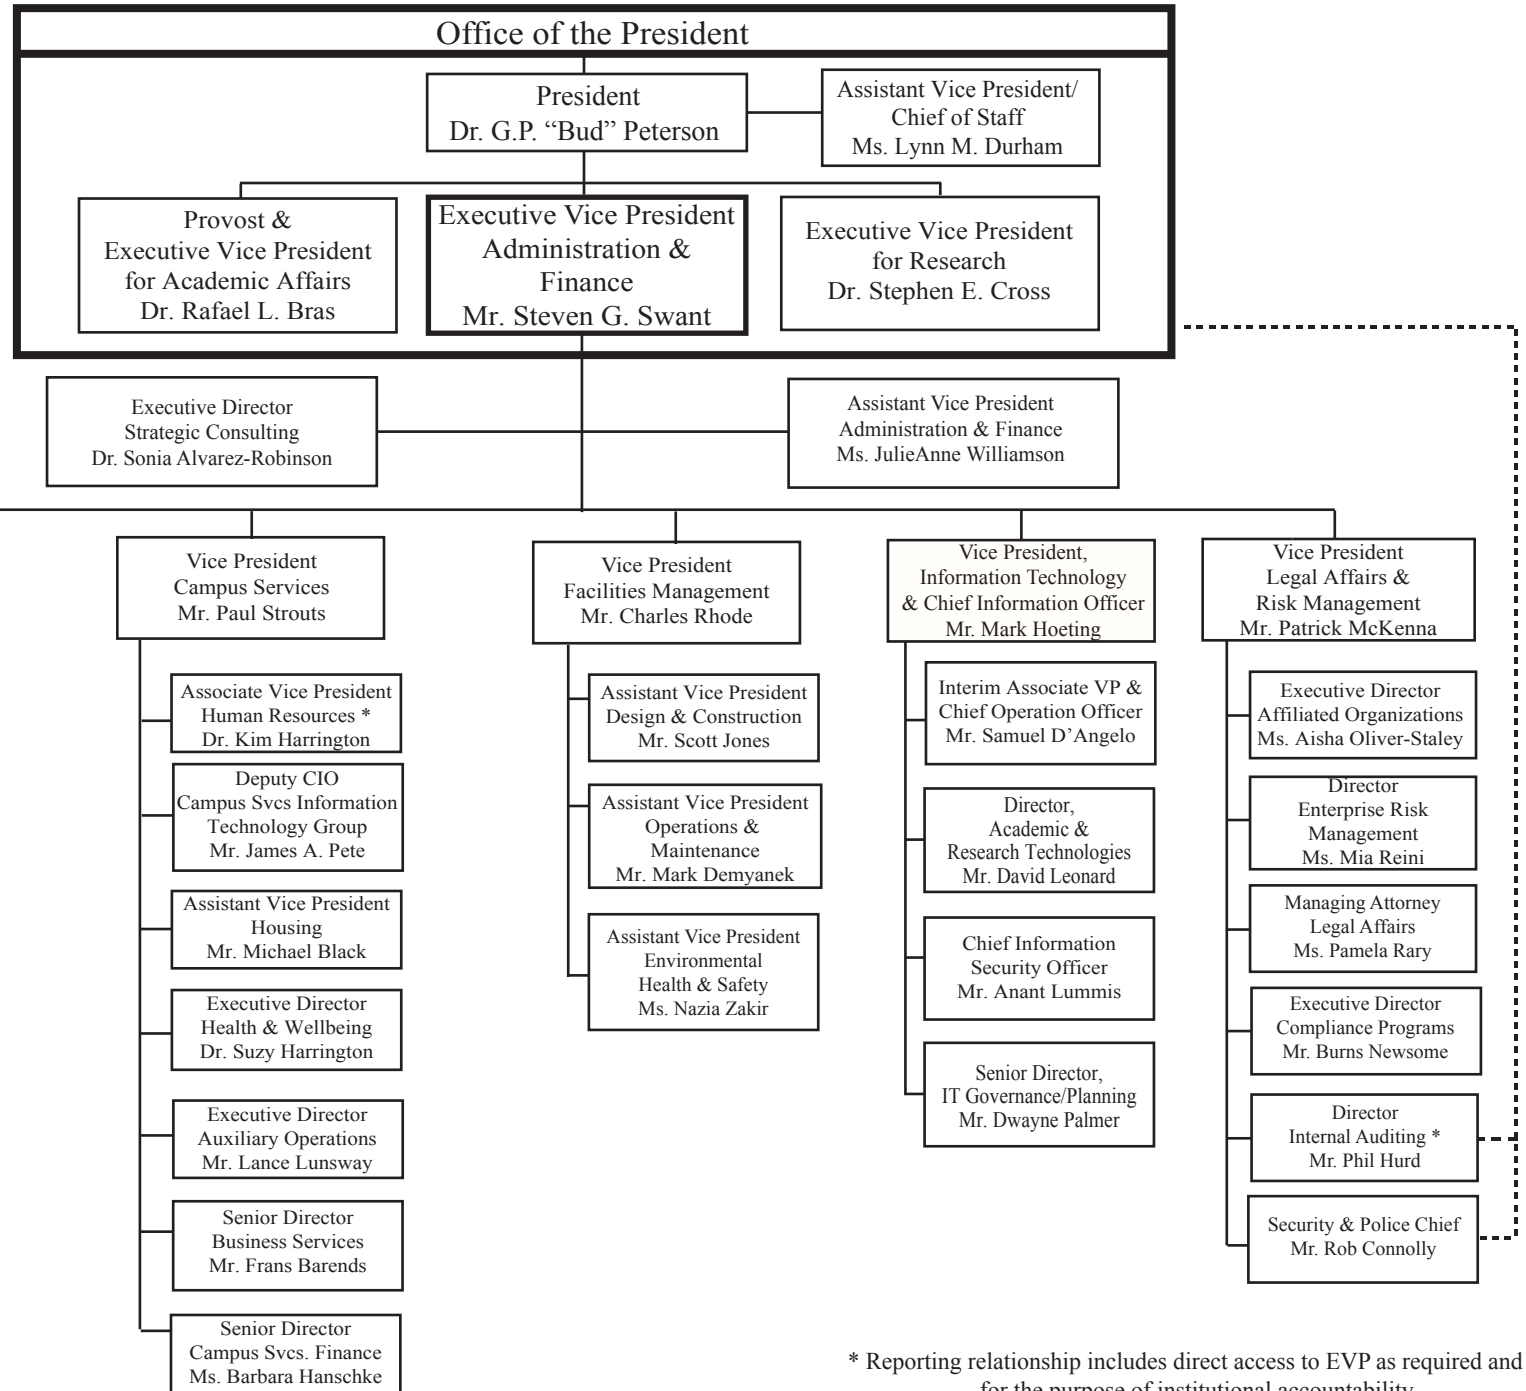 Office of the President
President
Dr. G.P. “Bud” Peterson
Assistant Vice President/
Chief of Staff
Ms. Lynn M. Durham
Provost &
Executive Vice President
for Academic Affairs
Dr. Rafael L. Bras
Executive Vice President
Administration &
Finance
Mr. Steven G. Swant
Executive Vice President
for Research
Dr. Stephen E. Cross
Executive Director
Strategic Consulting
Dr. Sonia Alvarez-Robinson
Assistant Vice President
Administration & Finance
Ms. JulieAnne Williamson
Vice President
Campus Services
Mr. Paul Strouts
Associate Vice President
Human Resources *
Dr. Kim Harrington
Deputy CIO
Campus Svcs Information
Technology Group
Mr. James A. Pete
Assistant Vice President
Housing
Mr. Michael Black
Executive Director
Health & Wellbeing
Dr. Suzy Harrington
Executive Director
Auxiliary Operations
Mr. Lance Lunsway
Senior Director
Business Services
Mr. Frans Barends
Senior Director
Campus Svcs. Finance
Ms. Barbara Hanschke
Vice President
Facilities Management
Mr. Charles Rhode
Assistant Vice President
Design & Construction
Mr. Scott Jones
Assistant Vice President
Operations &
Maintenance
Mr. Mark Demyanek
Assistant Vice President
Environmental
Health & Safety
Ms. Nazia Zakir
Vice President,
Information Technology
& Chief Information Officer
Mr. Mark Hoeting
Interim Associate VP &
Chief Operation Officer
Mr. Samuel D’Angelo
Director,
Academic &
Research Technologies
Mr. David Leonard
Chief Information
Security Officer
Mr. Anant Lummis
Senior Director,
IT Governance/Planning
Mr. Dwayne Palmer
Vice President
Legal Affairs &
Risk Management
Mr. Patrick McKenna
Executive Director
Affiliated Organizations
Ms. Aisha Oliver-Staley
Director
Enterprise Risk
Management
Ms. Mia Reini
Managing Attorney
Legal Affairs
Ms. Pamela Rary
Executive Director
Compliance Programs
Mr. Burns Newsome
Director
Internal Auditing *
Mr. Phil Hurd
Security & Police Chief
Mr. Rob Connolly
* Reporting relationship includes direct access to EVP as required and
for the purpose of institutional accountability